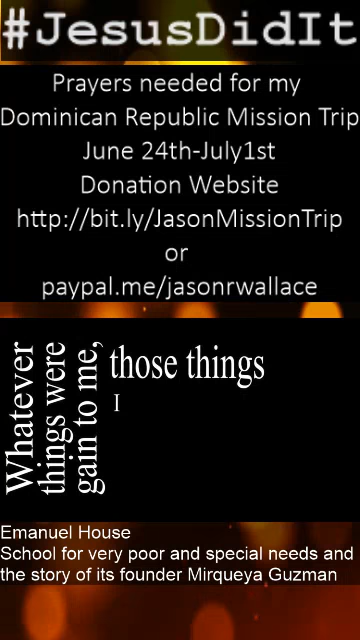 #JesusDidIt
Prayers needed for my
Dominican Republic Mission Trip
June 24th-July1st
Donation Website
http://bit.ly/JasonMissionTrip
or
paypal.me/jasonrwallace
Whatever
things were
gain to me,
those things
I
Emanuel House
School for very poor and special needs and
the story of its founder Mirqueya Guzman